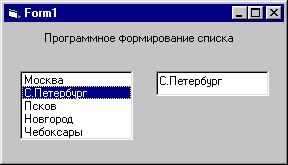 Form1
Программное формирование списка
Москва
С.Петербург
С.Петербург
Псков
Новгород
Чебоксары